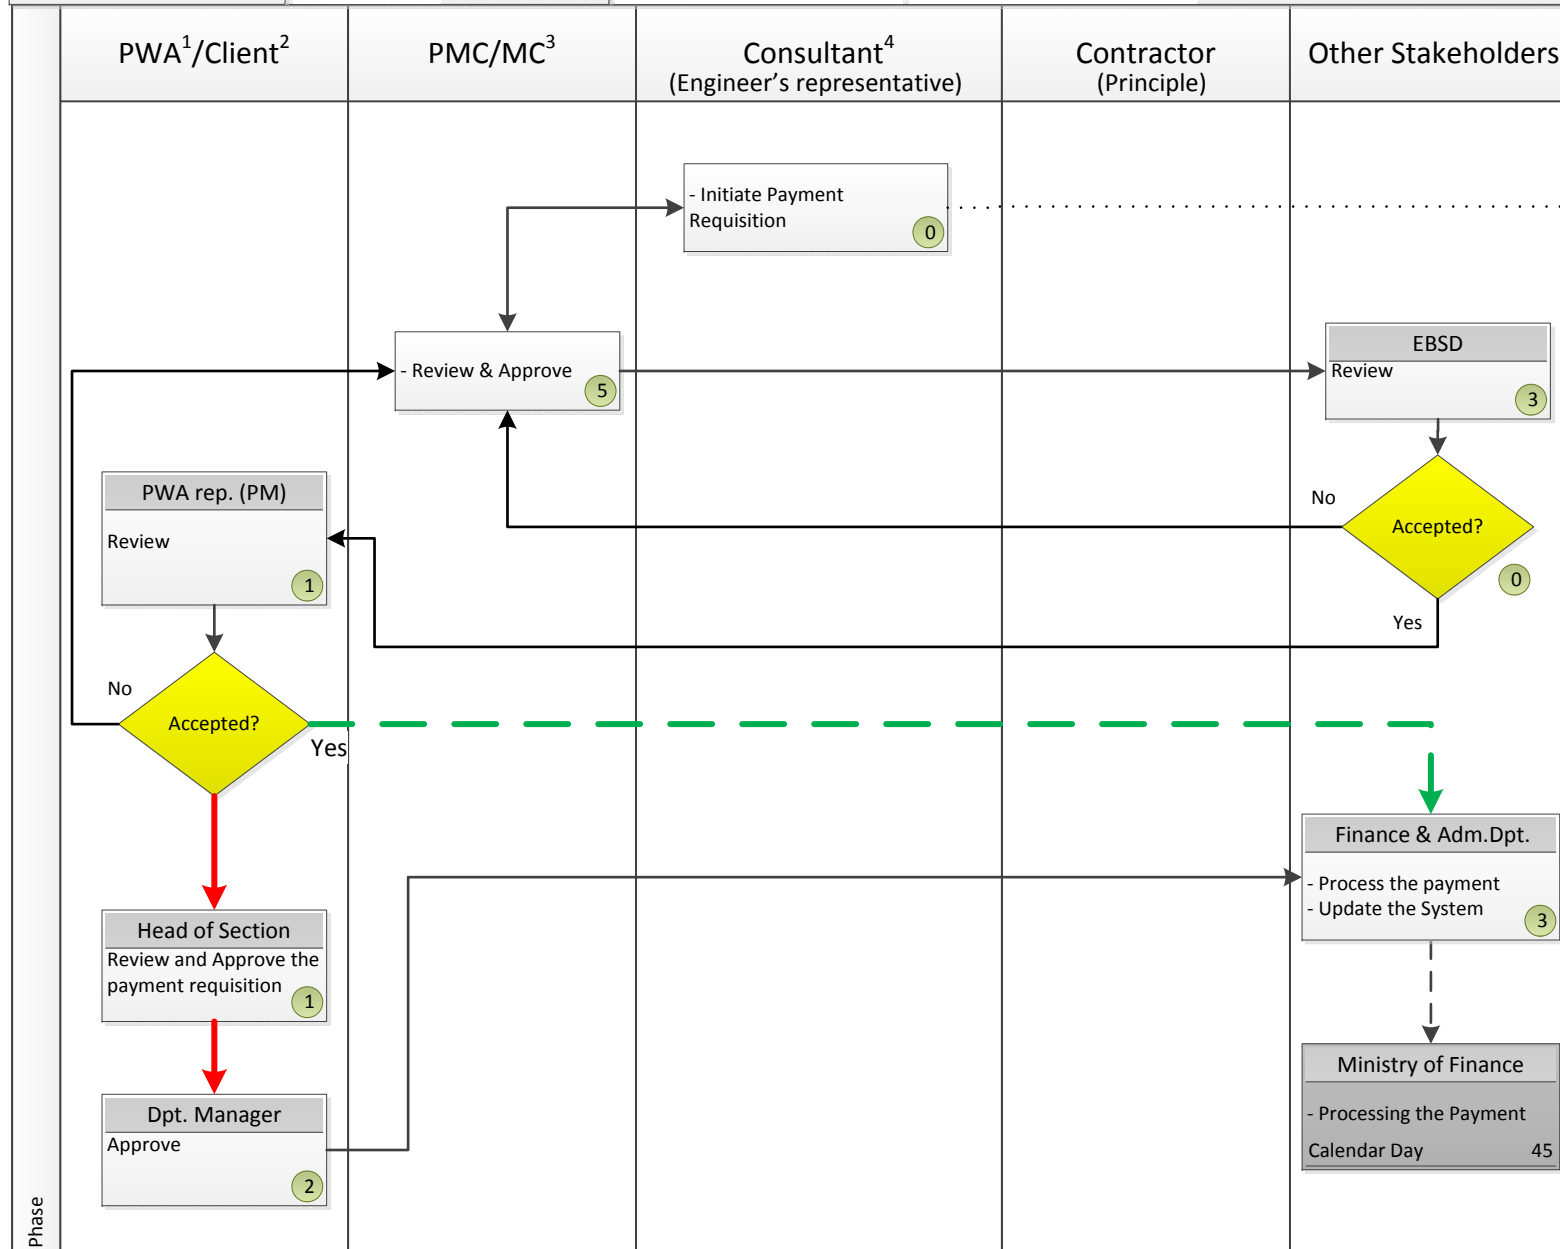 PWA1/Client2
PMC/MC3
Consultant4
(Engineer's representative)
Contractor
(Principle)
Other Stakeholders
- Initiate Payment
Requisition
0
- Review & Approve
5
EBSD
Review
3
No
Accepted?
0
Yes
PWA rep. (PM)
Review
1
No
Accepted?
Yes
Finance & Adm.Dpt.
- Process the payment
- Update the System
3
Head of Section
Review and Approve the
payment requisition
1
Ministry of Finance
- Processing the Payment
Calendar Day 45
Dpt. Manager
Approve
2
Phase